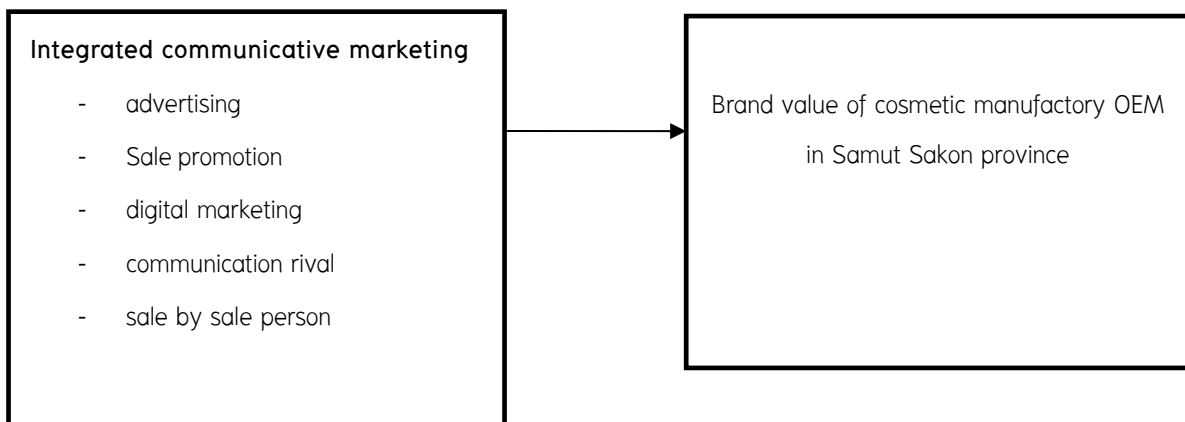 Integrated communicative marketing
- advertising
- Sale promotion
- digital marketing
- communication rival
- sale by sale person
Brand value of cosmetic manufactory OEM
in Samut Sakon province